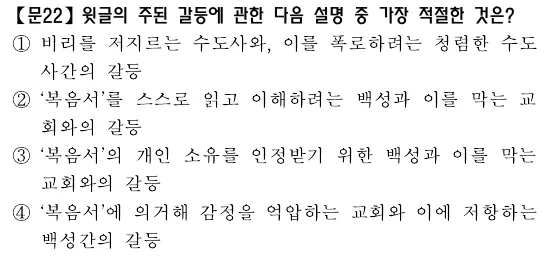 【문22】 윗글의 주된 갈등에 관한 다음 설명 중 가장 적절한 것은?
① 비리를 저지르는 수도사와, 이를 폭로하려는 청렴한 수도
사간의 갈등
② ‘복음서’를 스스로 읽고 이해하려는 백성과 이를 막는 교
회와의 갈등
③ ‘복음서’의 개인 소유를 인정받기 위한 백성과 이를 막는
교회와의 갈등
④ ‘복음서’에 의거해 감정을 억압하는 교회와 이에 저항하는
백성간의 갈등